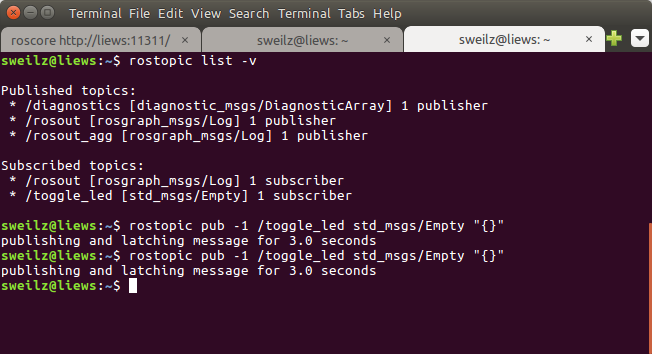 Terminal File Edit View Search Terminal Tabs Help
roscore http://liews:11311/ × sweilz@liews: ~ × sweilz@liews: ~ ×
sweilz@liews:~$ rostopic list -v
Published topics:
 * /diagnostics [diagnostic_msgs/DiagnosticArray] 1 publisher
 * /rosout [rosgraph_msgs/Log] 1 publisher
 * /rosout_agg [rosgraph_msgs/Log] 1 publisher
Subscribed topics:
 * /rosout [rosgraph_msgs/Log] 1 subscriber
 * /toggle_led [std_msgs/Empty] 1 subscriber
sweilz@liews:~$ rostopic pub -1 /toggle_led std_msgs/Empty "{}"
publishing and latching message for 3.0 seconds
sweilz@liews:~$ rostopic pub -1 /toggle_led std_msgs/Empty "{}"
publishing and latching message for 3.0 seconds
sweilz@liews:~$